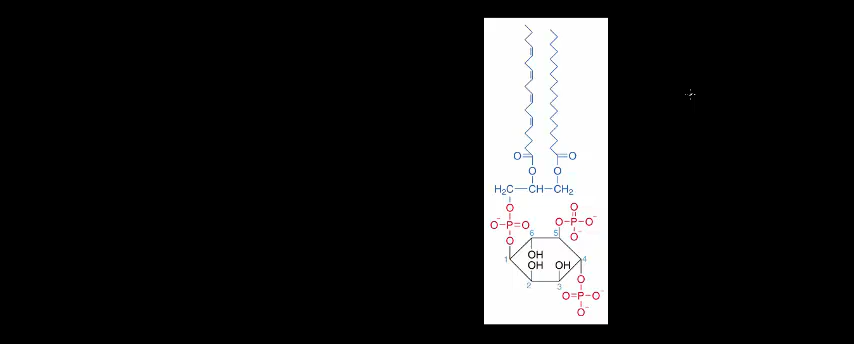 O O
O O
H₂C CH CH₂
O O
O⁻ P O O P O⁻
O 6 5 O⁻
OH
1 OH OH 4
2 3 O
O P O⁻
O⁻